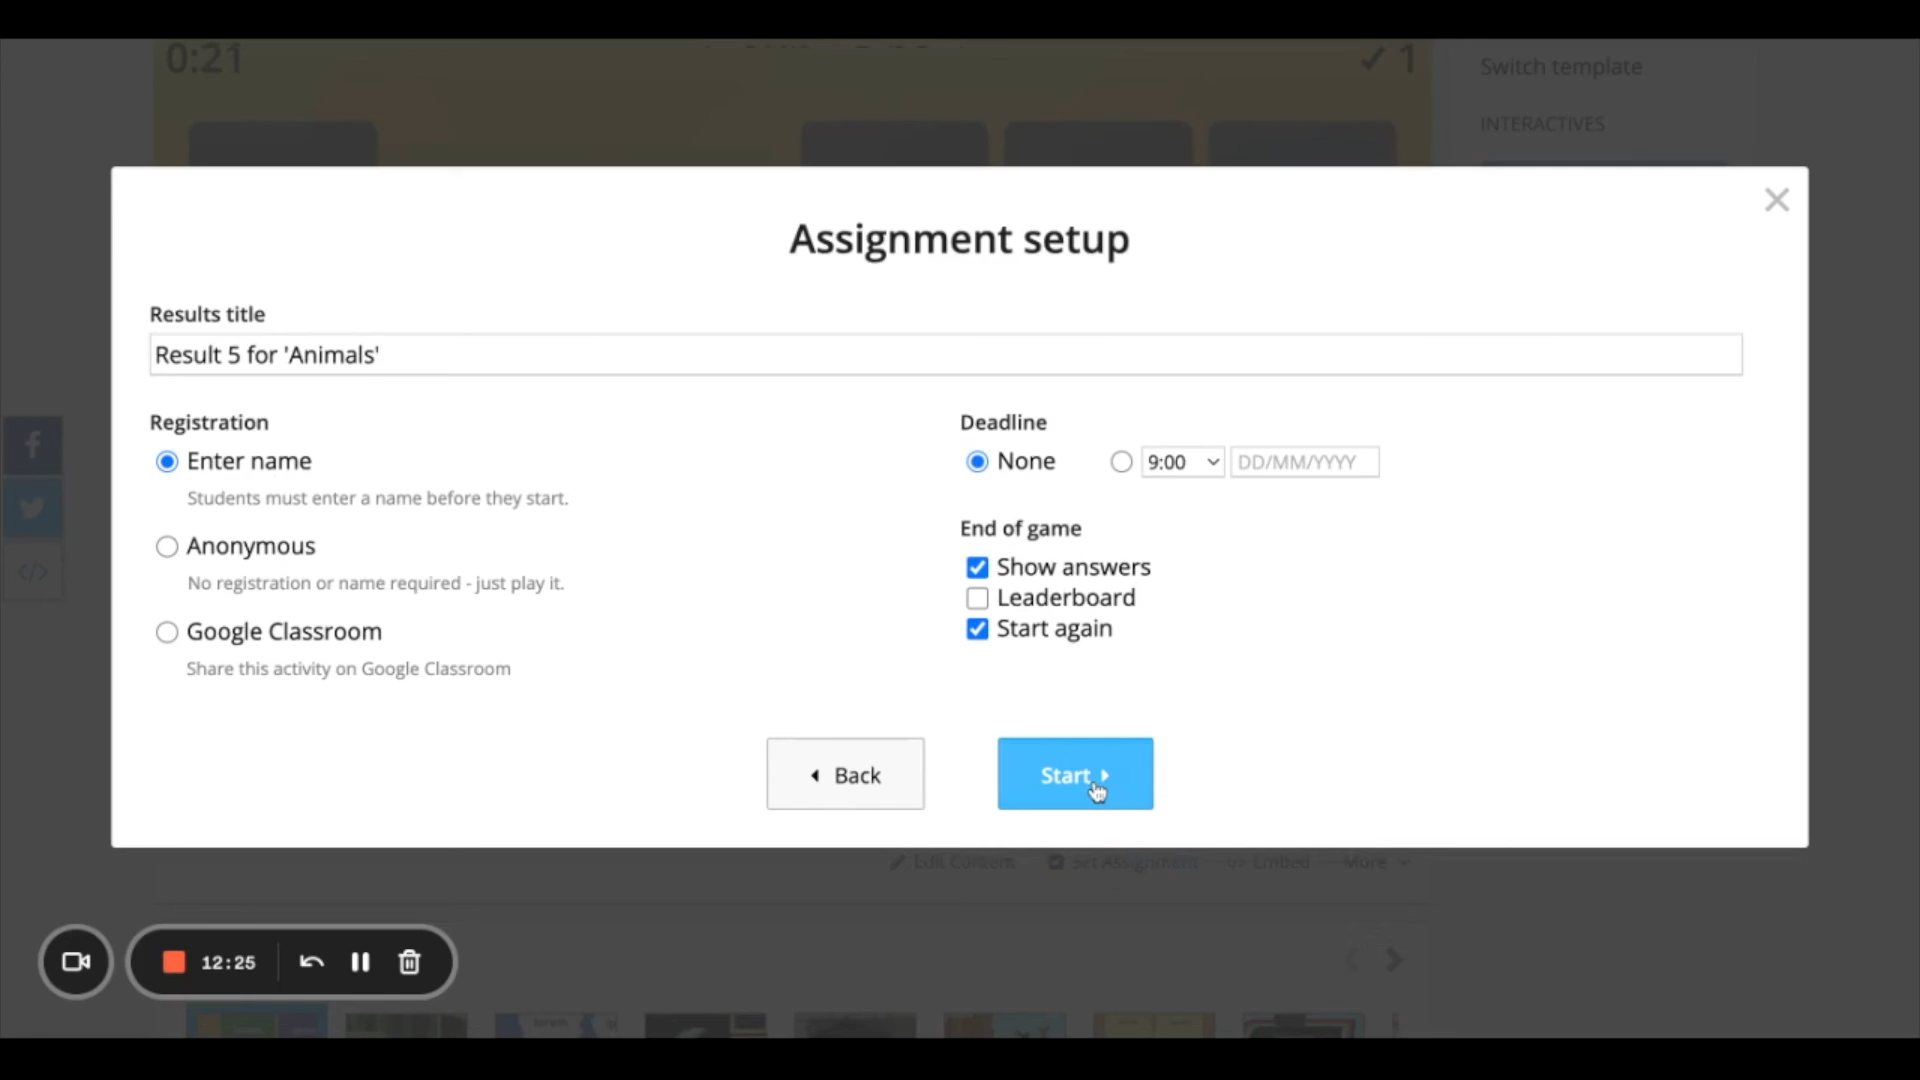 0:21
✓ 1
Switch template
INTERACTIVES
Assignment setup
Results title
Result 5 for 'Animals'
Registration
Enter name
Students must enter a name before they start.
Anonymous
No registration or name required - just play it.
Google Classroom
Share this activity on Google Classroom
Deadline
None
9:00
DD/MM/YYYY
End of game
Show answers
Leaderboard
Start again
Back
Start
Edit Content
Set Assignment
Embed
More
12:25